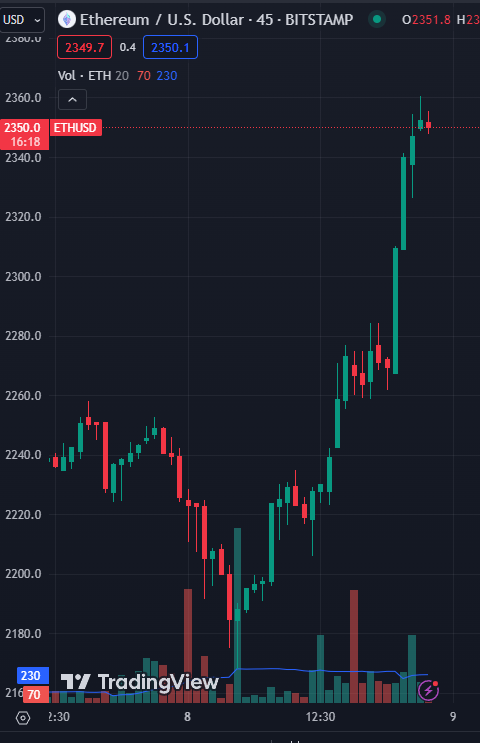 USD
Ethereum / U.S. Dollar · 45 · BITSTAMP
O2351.8 H23
2349.7 0.4 2350.1
Vol · ETH 20 70 230
2380.0
2360.0
2350.0 ETHUSD
16:18
2340.0
2320.0
2300.0
2280.0
2260.0
2240.0
2220.0
2200.0
2180.0
230
TradingView
216
70
2:30 8 12:30 9